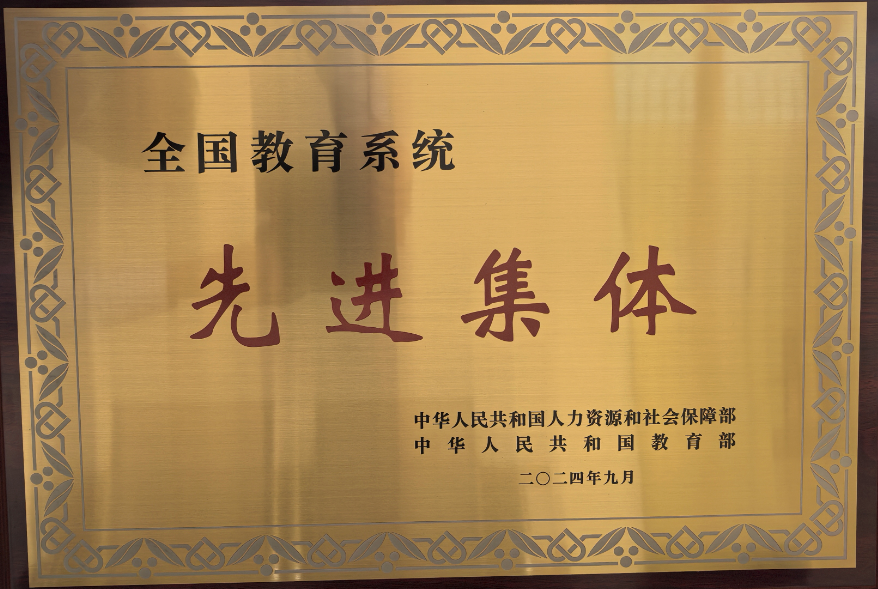 全国教育系统
先进集体
中华人民共和国人力资源和社会保障部
中华人民共和国教育部
二〇二四年九月